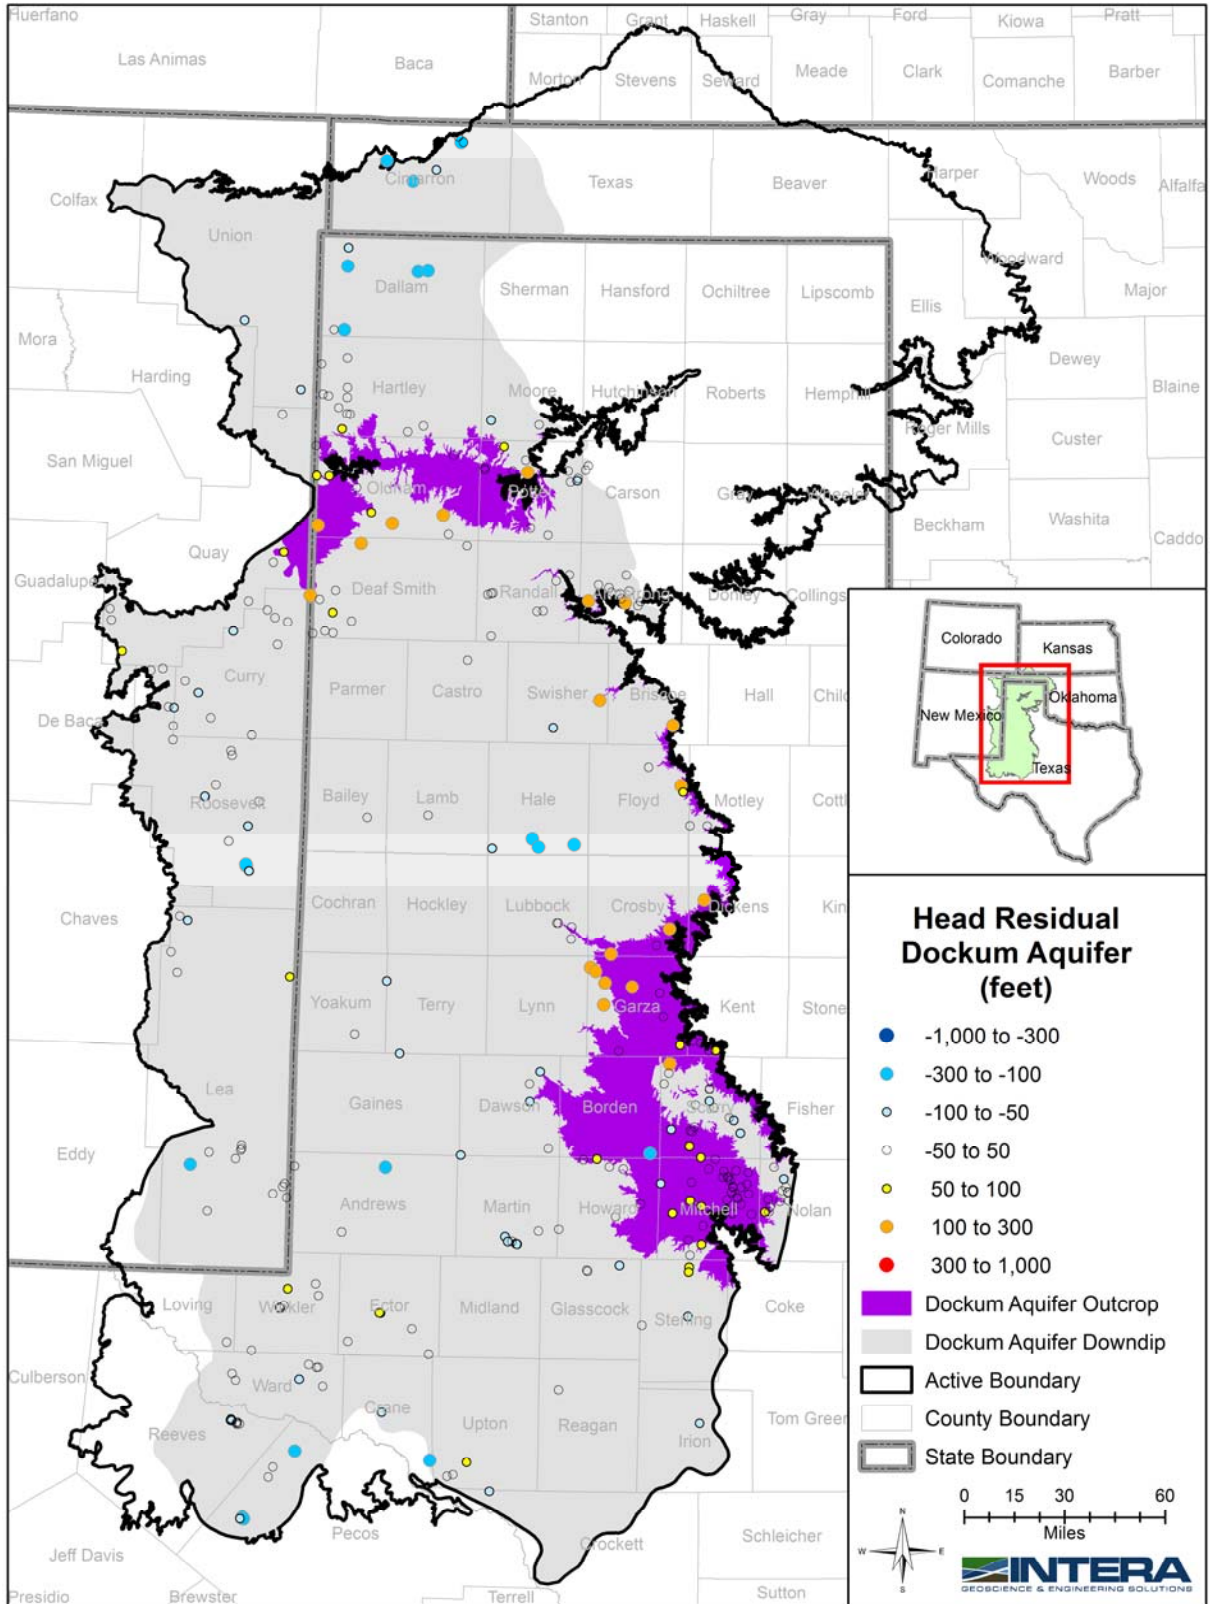 Huerfano
Stanton
Grant
Haskell
Gray
Ford
Kiowa
Pratt
Las Animas
Baca
Morton
Stevens
Seward
Meade
Clark
Comanche
Barber
Colfax
Union
Cimarron
Texas
Beaver
Harper
Woods
Alfalfa
Woodward
Major
Dallam
Sherman
Hansford
Ochiltree
Lipscomb
Ellis
Mora
Harding
Hartley
Moore
Hutchinson
Roberts
Hemphill
Dewey
Blaine
Roger Mills
Custer
San Miguel
Oldham
Potter
Carson
Gray
Wheeler
Beckham
Washita
Caddo
Quay
Guadalupe
Deaf Smith
Randall
Armstrong
Donley
Collings
Curry
Parmer
Castro
Swisher
Briscoe
Hall
Chil
De Baca
Roosevelt
Bailey
Lamb
Hale
Floyd
Motley
Cott
Chaves
Cochran
Hockley
Lubbock
Crosby
Dickens
Kin
Yoakum
Terry
Lynn
Garza
Kent
Stone
Lea
Gaines
Dawson
Borden
Scurry
Fisher
Eddy
Andrews
Martin
Howard
Mitchell
Nolan
Loving
Winkler
Ector
Midland
Glasscock
Sterling
Coke
Culberson
Ward
Crane
Reeves
Upton
Reagan
Irion
Tom Green
Pecos
Crockett
Schleicher
Jeff Davis
Presidio
Brewster
Terrell
Sutton
Colorado
Kansas
Oklahoma
New Mexico
Texas
Head Residual
Dockum Aquifer
(feet)
-1,000 to -300
-300 to -100
-100 to -50
-50 to 50
50 to 100
100 to 300
300 to 1,000
Dockum Aquifer Outcrop
Dockum Aquifer Downdip
Active Boundary
County Boundary
State Boundary
0 15 30 60
Miles
N
W E
S
INTERA
GEOSCIENCE & ENGINEERING SOLUTIONS